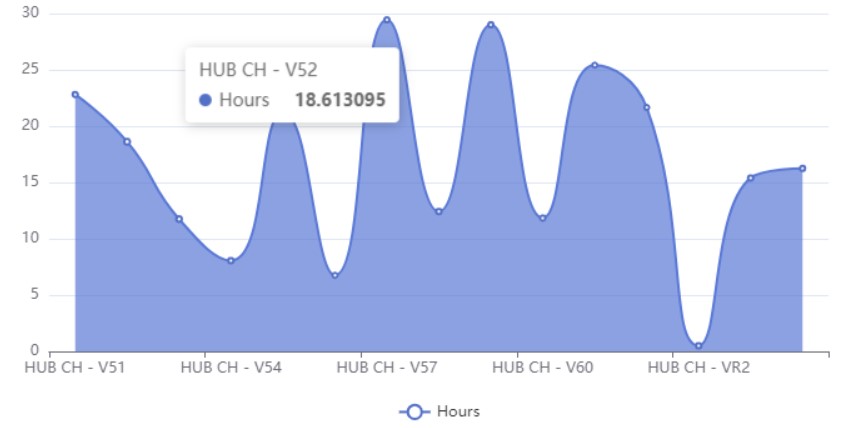 30
25
20
15
10
5
0
HUB CH - V52
Hours 18.613095
HUB CH - V51 HUB CH - V54 HUB CH - V57 HUB CH - V60 HUB CH - VR2
Hours